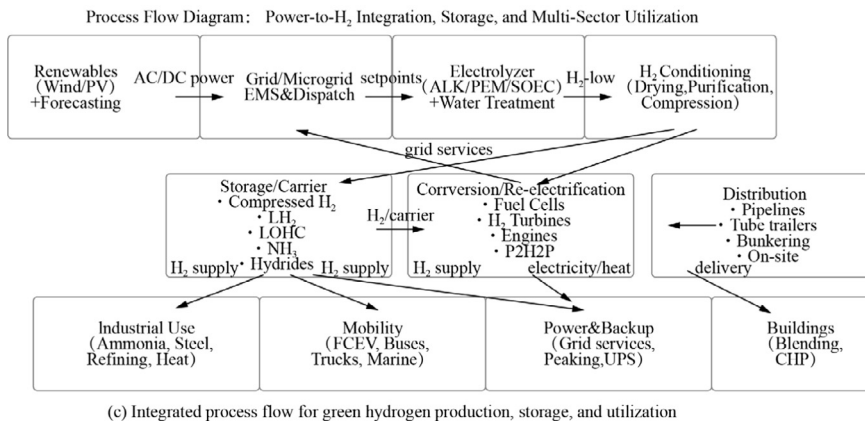 Process Flow Diagram: Power-to-H₂ Integration, Storage, and Multi-Sector Utilization
Renewables
(Wind/PV)
+Forecasting
AC/DC power
Grid/Microgrid
EMS&Dispatch
setpoints
Electrolyzer
(ALK/PEM/SOEC)
+Water Treatment
H₂-low
H₂ Conditioning
(Drying,Purification,
Compression)
grid services
Storage/Carrier
· Compressed H₂
· LH₂
· LOHC
· NH₃
· Hydrides
H₂ supply
H₂ supply
H₂/carrier
Corrversion/Re-electrification
· Fuel Cells
· H₂ Turbines
· Engines
· P2H2P
H₂ supply
electricity/heat
Distribution
· Pipelines
· Tube trailers
· Bunkering
· On-site
delivery
Industrial Use
(Ammonia, Steel,
Refining, Heat)
Mobility
(FCEV, Buses,
Trucks, Marine)
Power&Backup
(Grid services,
Peaking,UPS)
Buildings
(Blending,
CHP)
(c) Integrated process flow for green hydrogen production, storage, and utilization